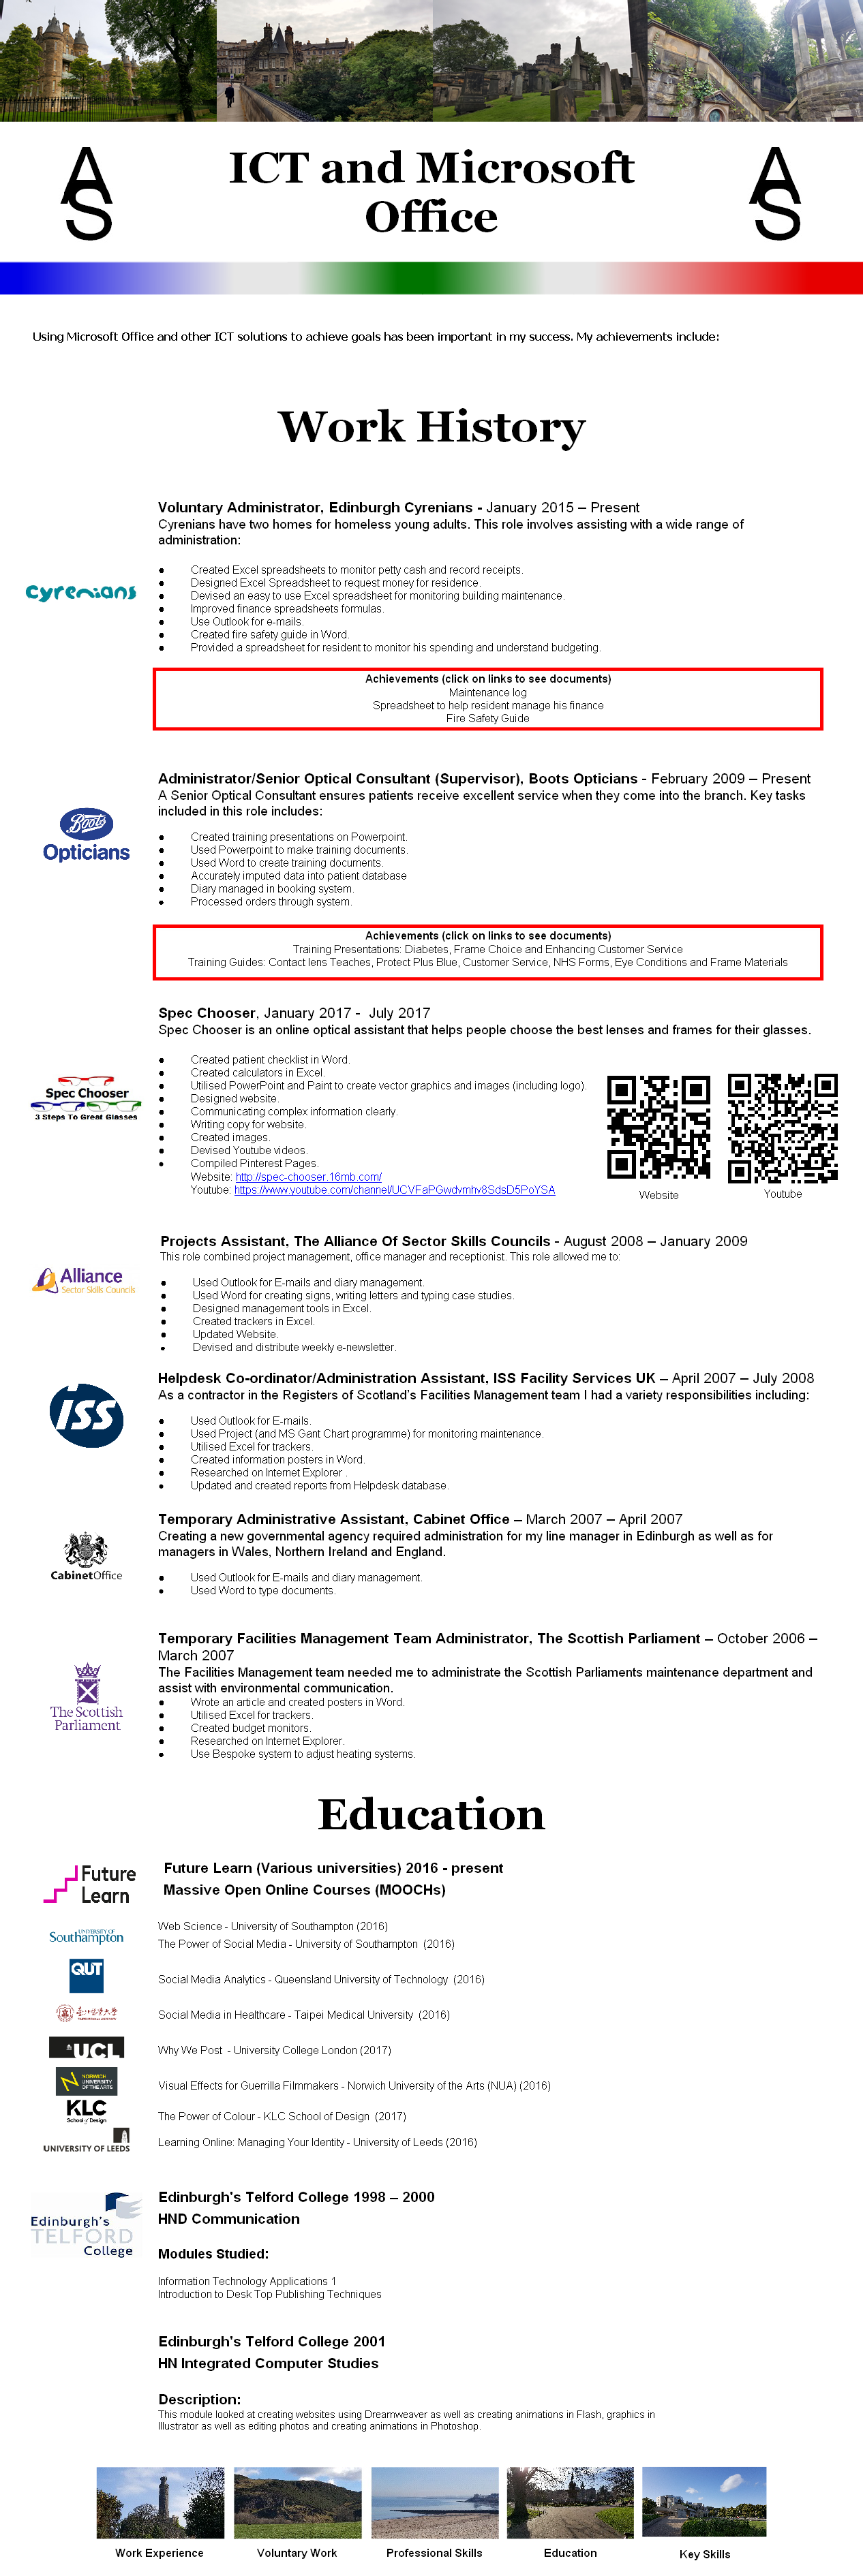 A
S
ICT and Microsoft
Office
A
S
Using Microsoft Office and other ICT solutions to achieve goals has been important in my success. My achievements include:
Work History
Voluntary Administrator, Edinburgh Cyrenians - January 2015 – Present
Cyrenians have two homes for homeless young adults. This role involves assisting with a wide range of
administration:
cyrenians
● Created Excel spreadsheets to monitor petty cash and record receipts.
● Designed Excel Spreadsheet to request money for residence.
● Devised an easy to use Excel spreadsheet for monitoring building maintenance.
● Improved finance spreadsheets formulas.
● Use Outlook for e-mails.
● Created fire safety guide in Word.
● Provided a spreadsheet for resident to monitor his spending and understand budgeting.
Achievements (click on links to see documents)
Maintenance log
Spreadsheet to help resident manage his finance
Fire Safety Guide
Administrator/Senior Optical Consultant (Supervisor), Boots Opticians - February 2009 – Present
A Senior Optical Consultant ensures patients receive excellent service when they come into the branch. Key tasks
included in this role includes:
Boots
Opticians
● Created training presentations on Powerpoint.
● Used Powerpoint to make training documents.
● Used Word to create training documents.
● Accurately imputed data into patient database
● Diary managed in booking system.
● Processed orders through system.
Achievements (click on links to see documents)
Training Presentations: Diabetes, Frame Choice and Enhancing Customer Service
Training Guides: Contact lens Teaches, Protect Plus Blue, Customer Service, NHS Forms, Eye Conditions and Frame Materials
Spec Chooser, January 2017 - July 2017
Spec Chooser is an online optical assistant that helps people choose the best lenses and frames for their glasses.
Spec Chooser
3 Steps To Great Glasses
● Created patient checklist in Word.
● Created calculators in Excel.
● Utilised PowerPoint and Paint to create vector graphics and images (including logo).
● Designed website.
● Communicating complex information clearly.
● Writing copy for website.
● Created images.
● Devised Youtube videos.
● Compiled Pinterest Pages.
Website: http://spec-chooser.16mb.com/
Youtube: https://www.youtube.com/channel/UCVFaPGwdvmhv8SdsD5PoYSA
Website
Youtube
Projects Assistant, The Alliance Of Sector Skills Councils - August 2008 – January 2009
This role combined project management, office manager and receptionist. This role allowed me to:
Alliance
Sector Skills Councils
● Used Outlook for E-mails and diary management.
● Used Word for creating signs, writing letters and typing case studies.
● Designed management tools in Excel.
● Created trackers in Excel.
● Updated Website.
● Devised and distribute weekly e-newsletter.
Helpdesk Co-ordinator/Administration Assistant, ISS Facility Services UK – April 2007 – July 2008
As a contractor in the Registers of Scotland's Facilities Management team I had a variety responsibilities including:
ISS
● Used Outlook for E-mails.
● Used Project (and MS Gant Chart programme) for monitoring maintenance.
● Utilised Excel for trackers.
● Created information posters in Word.
● Researched on Internet Explorer .
● Updated and created reports from Helpdesk database.
Temporary Administrative Assistant, Cabinet Office – March 2007 – April 2007
Creating a new governmental agency required administration for my line manager in Edinburgh as well as for
managers in Wales, Northern Ireland and England.
CabinetOffice
● Used Outlook for E-mails and diary management.
● Used Word to type documents.
Temporary Facilities Management Team Administrator, The Scottish Parliament – October 2006 –
March 2007
The Facilities Management team needed me to administrate the Scottish Parliaments maintenance department and
assist with environmental communication.
The Scottish
Parliament
● Wrote an article and created posters in Word.
● Utilised Excel for trackers.
● Created budget monitors.
● Researched on Internet Explorer.
● Use Bespoke system to adjust heating systems.
Education
Future
Learn
Future Learn (Various universities) 2016 - present
Massive Open Online Courses (MOOCHs)
UNIVERSITY OF
Southampton
Web Science - University of Southampton (2016)
The Power of Social Media - University of Southampton (2016)
QUT
Social Media Analytics - Queensland University of Technology (2016)
Social Media in Healthcare - Taipei Medical University (2016)
UCL
Why We Post - University College London (2017)
NORWICH
UNIVERSITY
OF THE ARTS
Visual Effects for Guerrilla Filmmakers - Norwich University of the Arts (NUA) (2016)
KLC
School of Design
The Power of Colour - KLC School of Design (2017)
UNIVERSITY OF LEEDS
Learning Online: Managing Your Identity - University of Leeds (2016)
Edinburgh's
TELFORD
College
Edinburgh's Telford College 1998 – 2000
HND Communication
Modules Studied:
Information Technology Applications 1
Introduction to Desk Top Publishing Techniques
Edinburgh's Telford College 2001
HN Integrated Computer Studies
Description:
This module looked at creating websites using Dreamweaver as well as creating animations in Flash, graphics in
Illustrator as well as editing photos and creating animations in Photoshop.
Work Experience
Voluntary Work
Professional Skills
Education
Key Skills